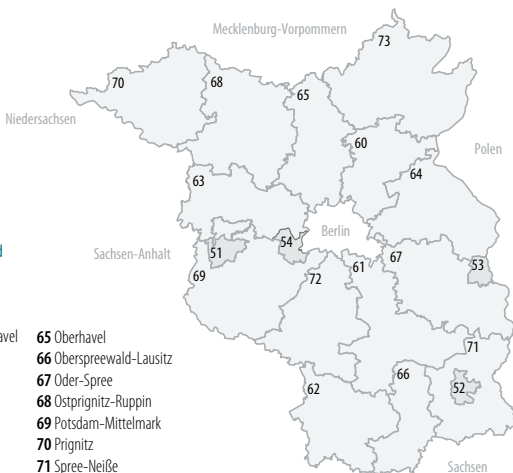 Mecklenburg-Vorpommern
73
70
68
65
Niedersachsen
60
Polen
64
63
Berlin
54
Sachsen-Anhalt
51
61
67
53
69
72
71
65 Oberhavel
66 Oberspreewald-Lausitz
66
52
67 Oder-Spree
62
68 Ostprignitz-Ruppin
69 Potsdam-Mittelmark
70 Prignitz
71 Spree-Neiße
Sachsen